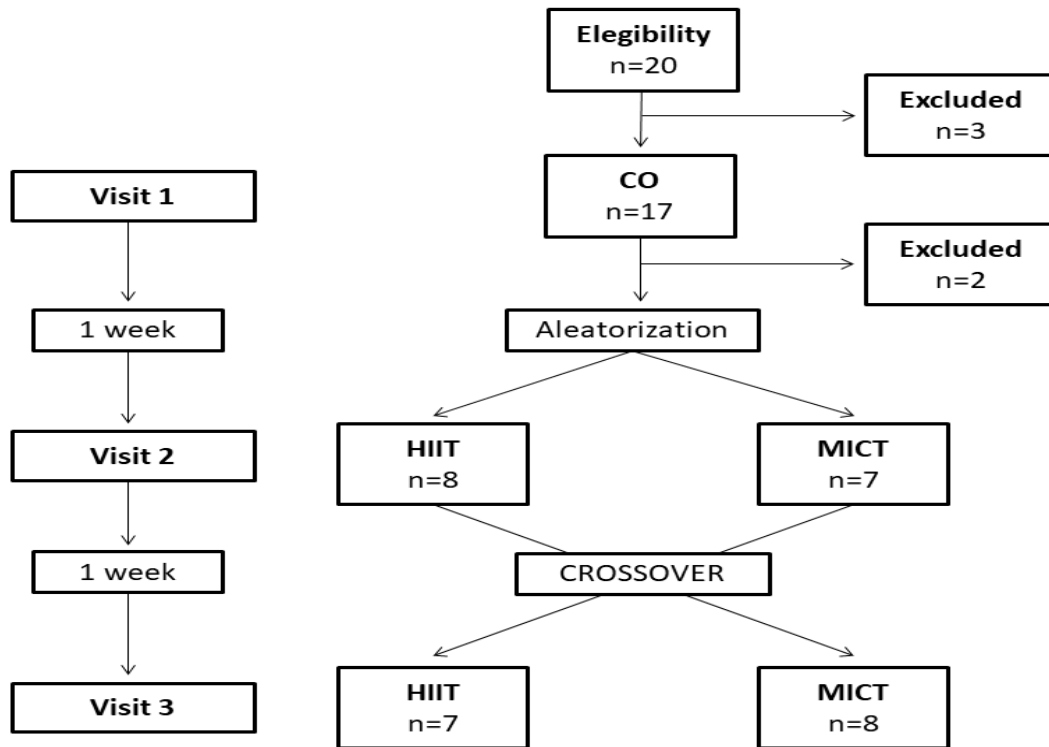 Elegibility
n=20
Excluded
n=3
Visit 1
CO
n=17
Excluded
n=2
1 week
Aleatorization
Visit 2
HIIT
n=8
MICT
n=7
1 week
CROSSOVER
Visit 3
HIIT
n=7
MICT
n=8